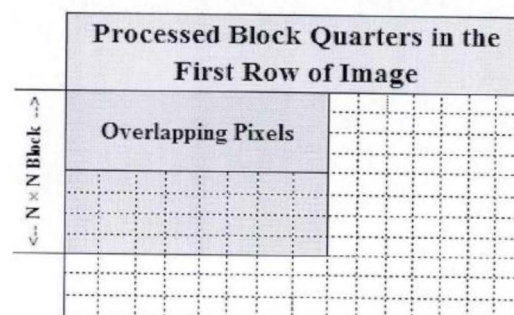 Processed Block Quarters in the
First Row of Image
Overlapping Pixels
<-- N × N Block -->